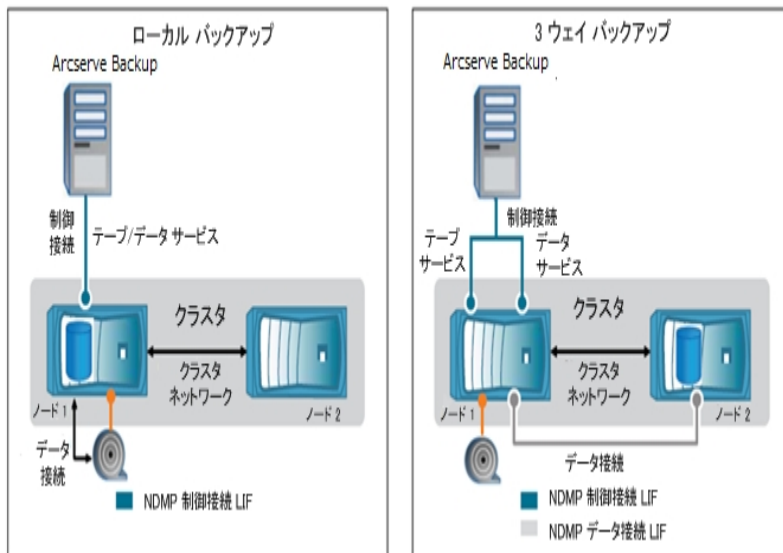 ローカル バックアップ
Arcserve Backup
制御
接続
テープ/データ サービス
クラスタ
クラスタ
ネットワーク
ノード 1
ノード 2
データ
接続
NDMP 制御接続 LIF
3 ウェイ バックアップ
Arcserve Backup
制御接続
テープ
サービス
データ
サービス
クラスタ
クラスタ
ネットワーク
ノード 1
ノード 2
データ接続
NDMP 制御接続 LIF
NDMP データ接続 LIF